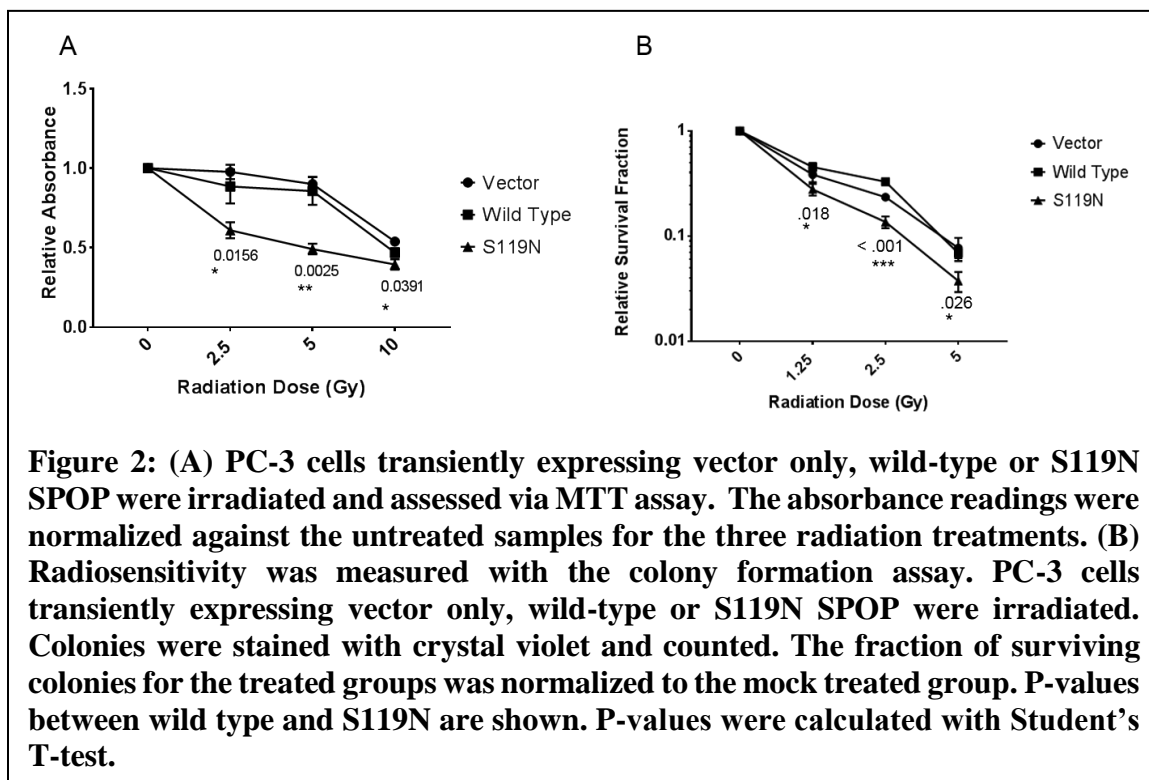 A
B
1.5
1.0
0.5
0.0
Relative Absorbance
Vector
Wild Type
S119N
0.0156
*
0.0025
**
0.0391
*
0
2.5
5
10
Radiation Dose (Gy)
1
0.1
0.01
Relative Survival Fraction
Vector
Wild Type
S119N
.018
*
< .001
***
.026
*
0
1.25
2.5
5
Radiation Dose (Gy)
Figure 2: (A) PC-3 cells transiently expressing vector only, wild-type or S119N
SPOP were irradiated and assessed via MTT assay. The absorbance readings were
normalized against the untreated samples for the three radiation treatments. (B)
Radiosensitivity was measured with the colony formation assay. PC-3 cells
transiently expressing vector only, wild-type or S119N SPOP were irradiated.
Colonies were stained with crystal violet and counted. The fraction of surviving
colonies for the treated groups was normalized to the mock treated group. P-values
between wild type and S119N are shown. P-values were calculated with Student’s
T-test.